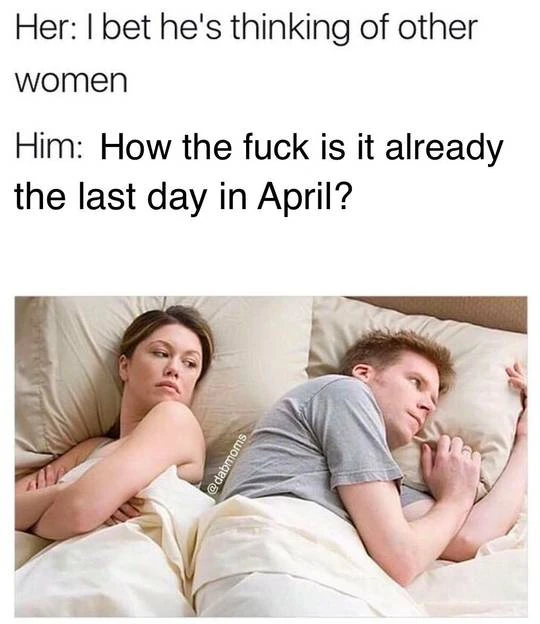 Her: I bet he's thinking of other
women
Him: How the fuck is it already
the last day in April?
@dabmoms